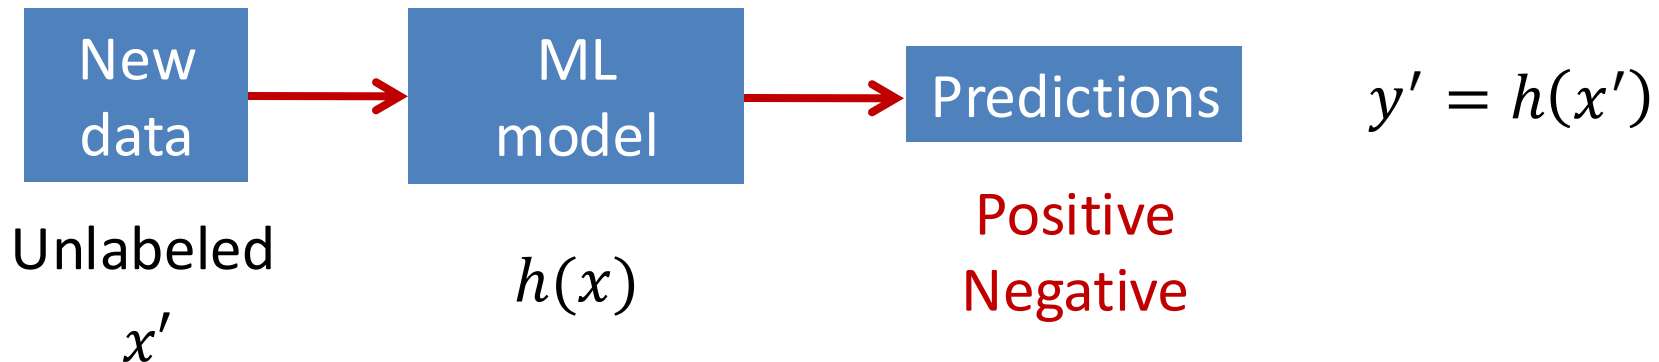 New
data
Unlabeled
x′
ML
model
h(x)
Predictions
Positive
Negative
y′ = h(x′)